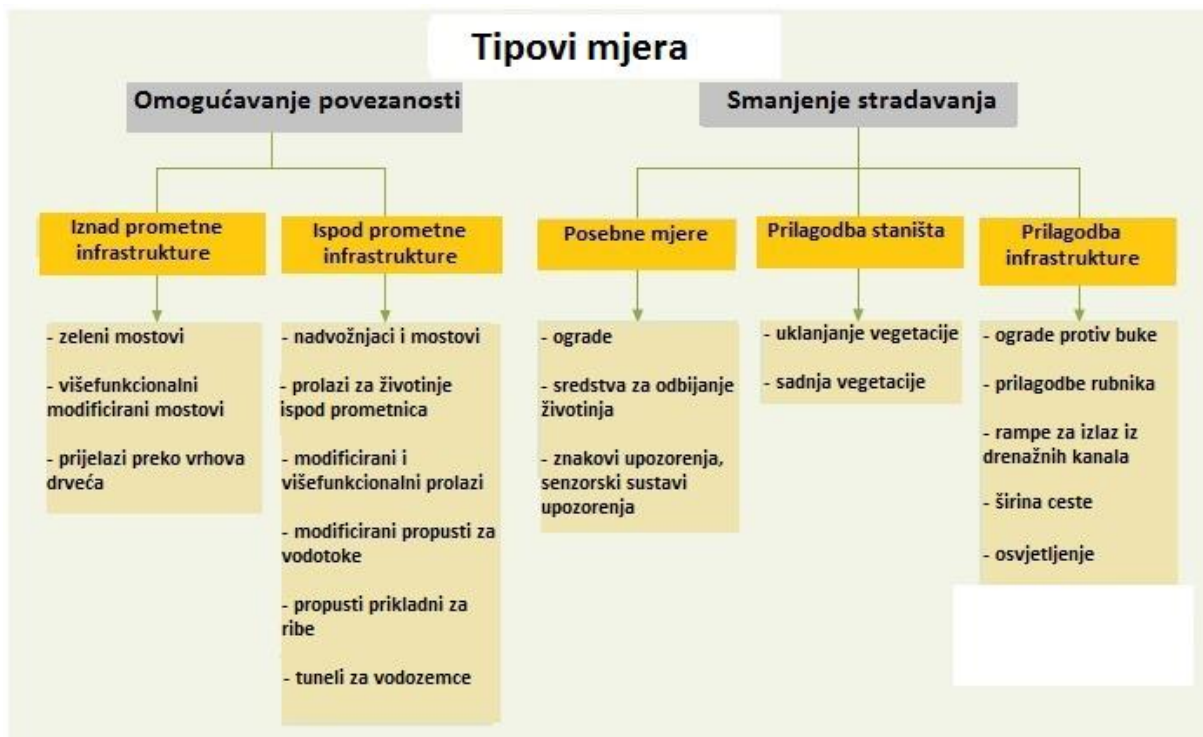 Tipovi mjera
Omogućavanje povezanosti
Smanjenje stradavanja
Iznad prometne
infrastrukture
Ispod prometne
infrastrukture
Posebne mjere
Prilagodba staništa
Prilagodba
infrastrukture
- zeleni mostovi
- višefunkcionalni
modificirani mostovi
- prijelazi preko vrhova
drveća
- nadvožnjaci i mostovi
- prolazi za životinje
ispod prometnica
- modificirani i
višefunkcionalni prolazi
- modificirani propusti za
vodotoke
- propusti prikladni za
ribe
- tuneli za vodozemce
- ograde
- sredstva za odbijanje
životinja
- znakovi upozorenja,
senzorski sustavi
upozorenja
- uklanjanje vegetacije
- sadnja vegetacije
- ograde protiv buke
- prilagodbe rubnika
- rampe za izlaz iz
drenažnih kanala
- širina ceste
- osvjetljenje